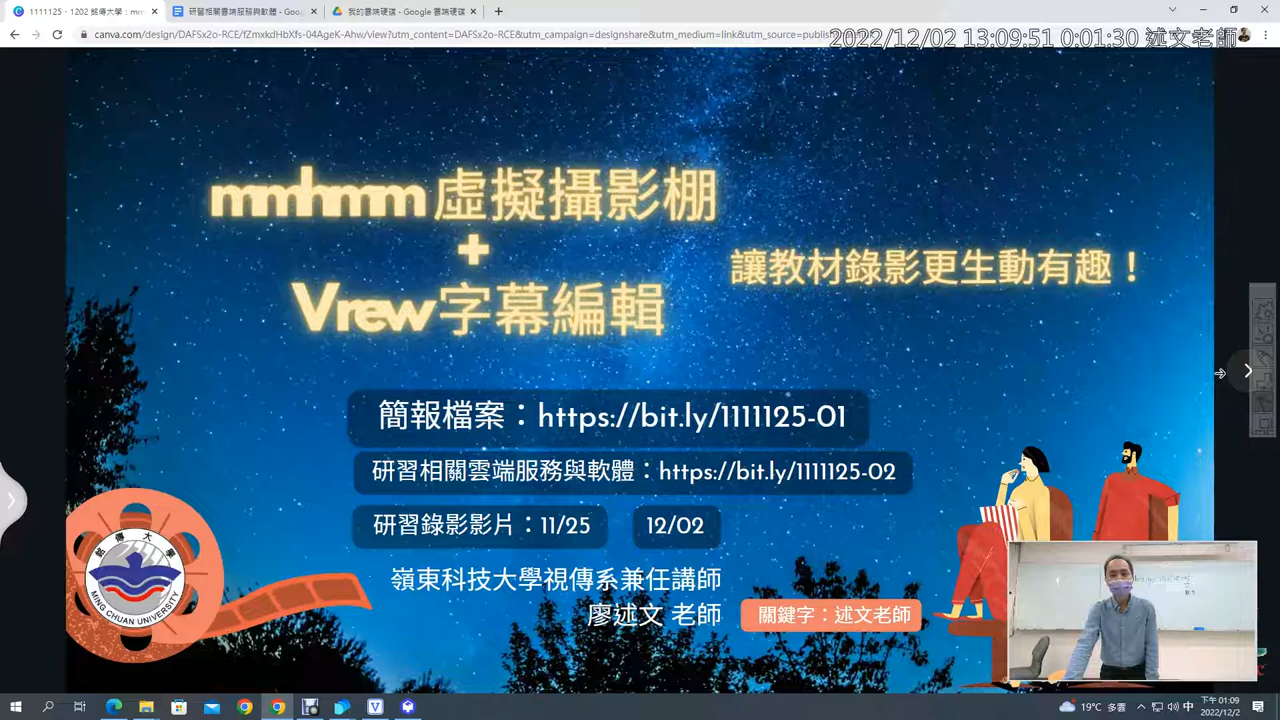 1111125、1202 銘傳大學：mm
研習相關雲端服務與軟體 - Goog
我的雲端硬碟 - Google 雲端硬碟
canva.com/design/DAFSx2o-RCE/fZmxkdHbXfs-04AgeK-Ahw/view?utm_content=DAFSx2o-RCE&utm_campaign=designshare&utm_medium=link&utm_source=publis
2022/12/02 13:09:51 0:01:30 述文老師
mmhmm 虛擬攝影棚
+
Vrew字幕編輯
讓教材錄影更生動有趣！
簡報檔案：https://bit.ly/1111125-01
研習相關雲端服務與軟體：https://bit.ly/1111125-02
研習錄影影片：11/25
12/02
嶺東科技大學視傳系兼任講師
廖述文 老師
關鍵字：述文老師
銘傳大學
MING CHUAN UNIVERSITY
19°C 多雲
中
下午 01:09
2022/12/2